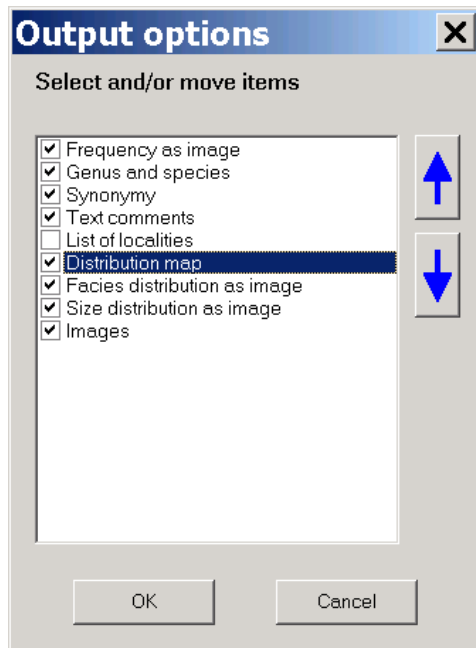 Output options
Select and/or move items
Frequency as image
Genus and species
Synonymy
Text comments
List of localities
Distribution map
Facies distribution as image
Size distribution as image
Images
OK
Cancel